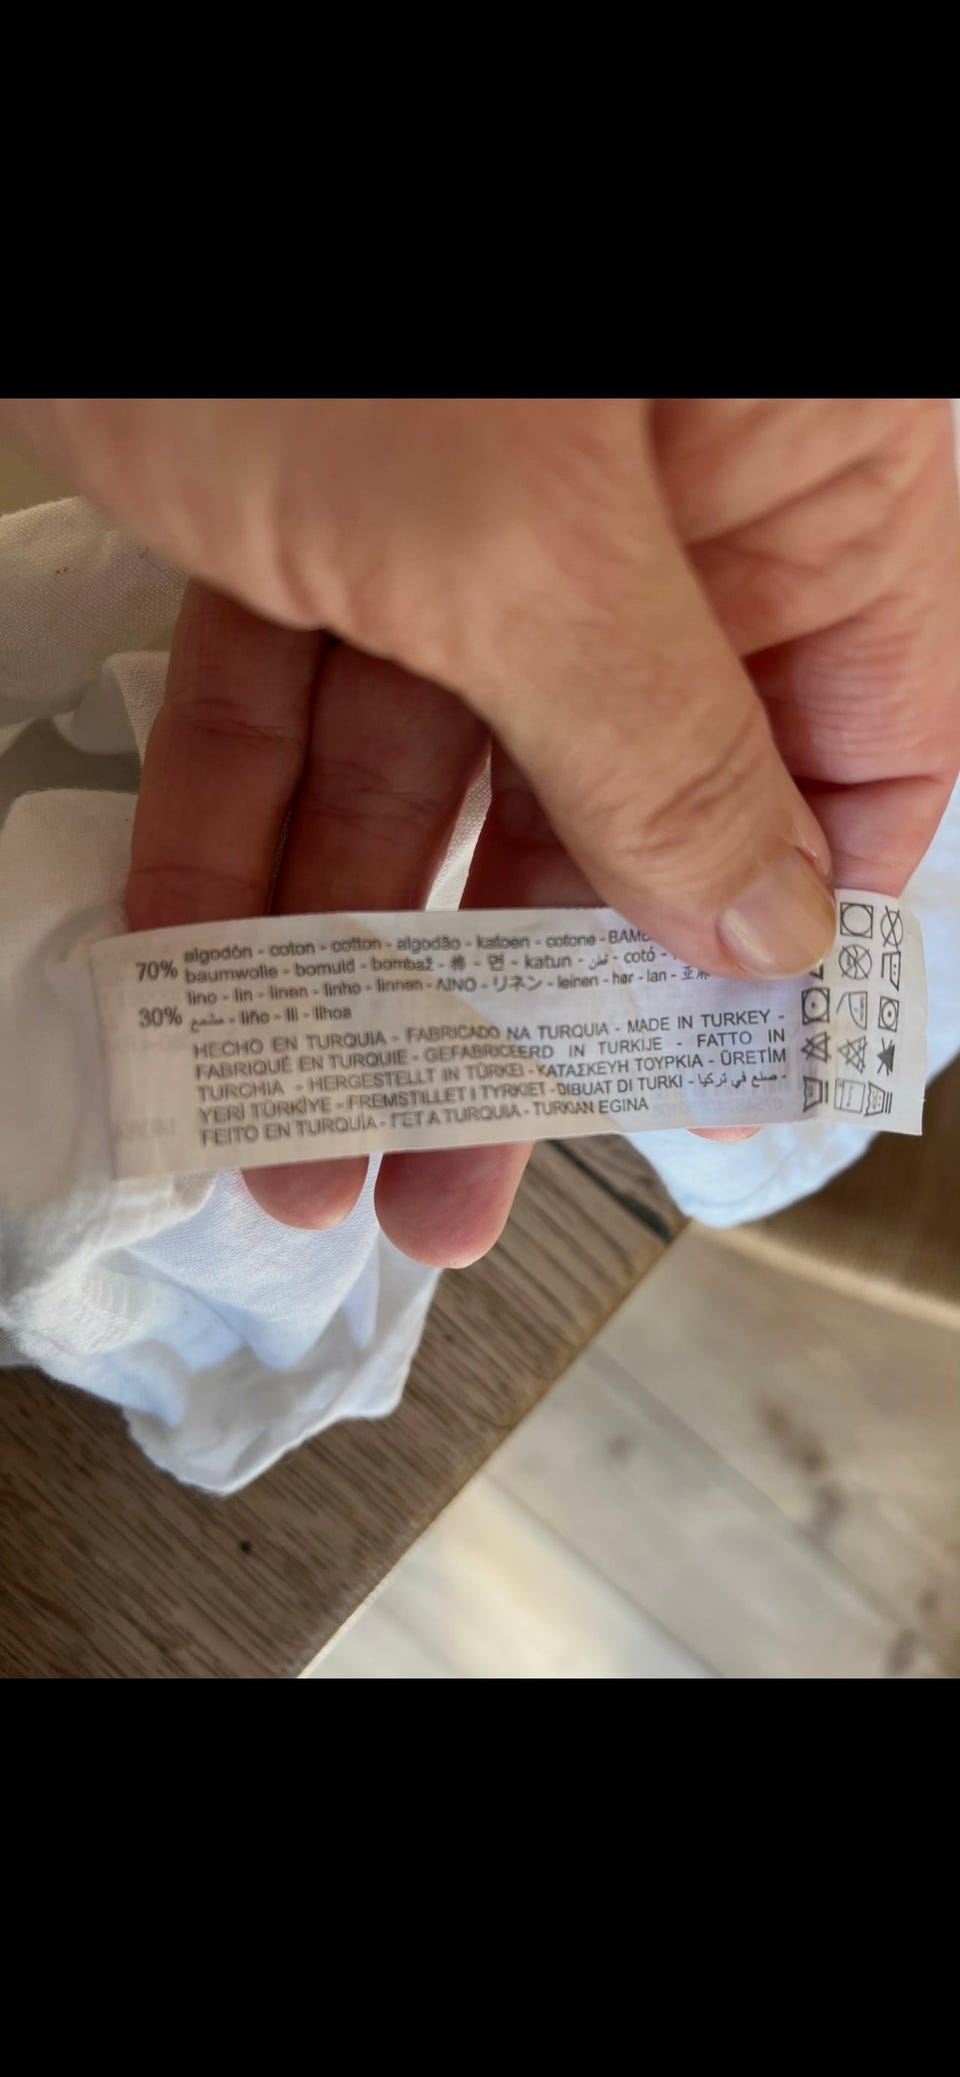 70% algodón - coton - cotton - algodão - katoen - cotone -
baumwolle - bomuld - bombaž - 棉 - 면 - katun - قطن - cotó -
lino - lin - linen - linho - linnen - ΛΙΝΟ - リネン - leinen - hør - lan - 亚麻
30% - liño - lli - lihoa
HECHO EN TURQUIA - FABRICADO NA TURQUIA - MADE IN TURKEY -
FABRIQUÉ EN TURQUIE - GEFABRICEERD IN TURKIJE - FATTO IN
TURCHIA - HERGESTELLT IN TÜRKEI - ΚΑΤΑΣΚΕΥΗ ΤΟΥΡΚΙΑ - ÜRETİM
YERİ TÜRKİYE - FREMSTILLET I TYRKIET - DIBUAT DI TURKI - صنع في تركيا -
FEITO EN TURQUÍA - FET A TURQUIA - TURKIAN EGINA